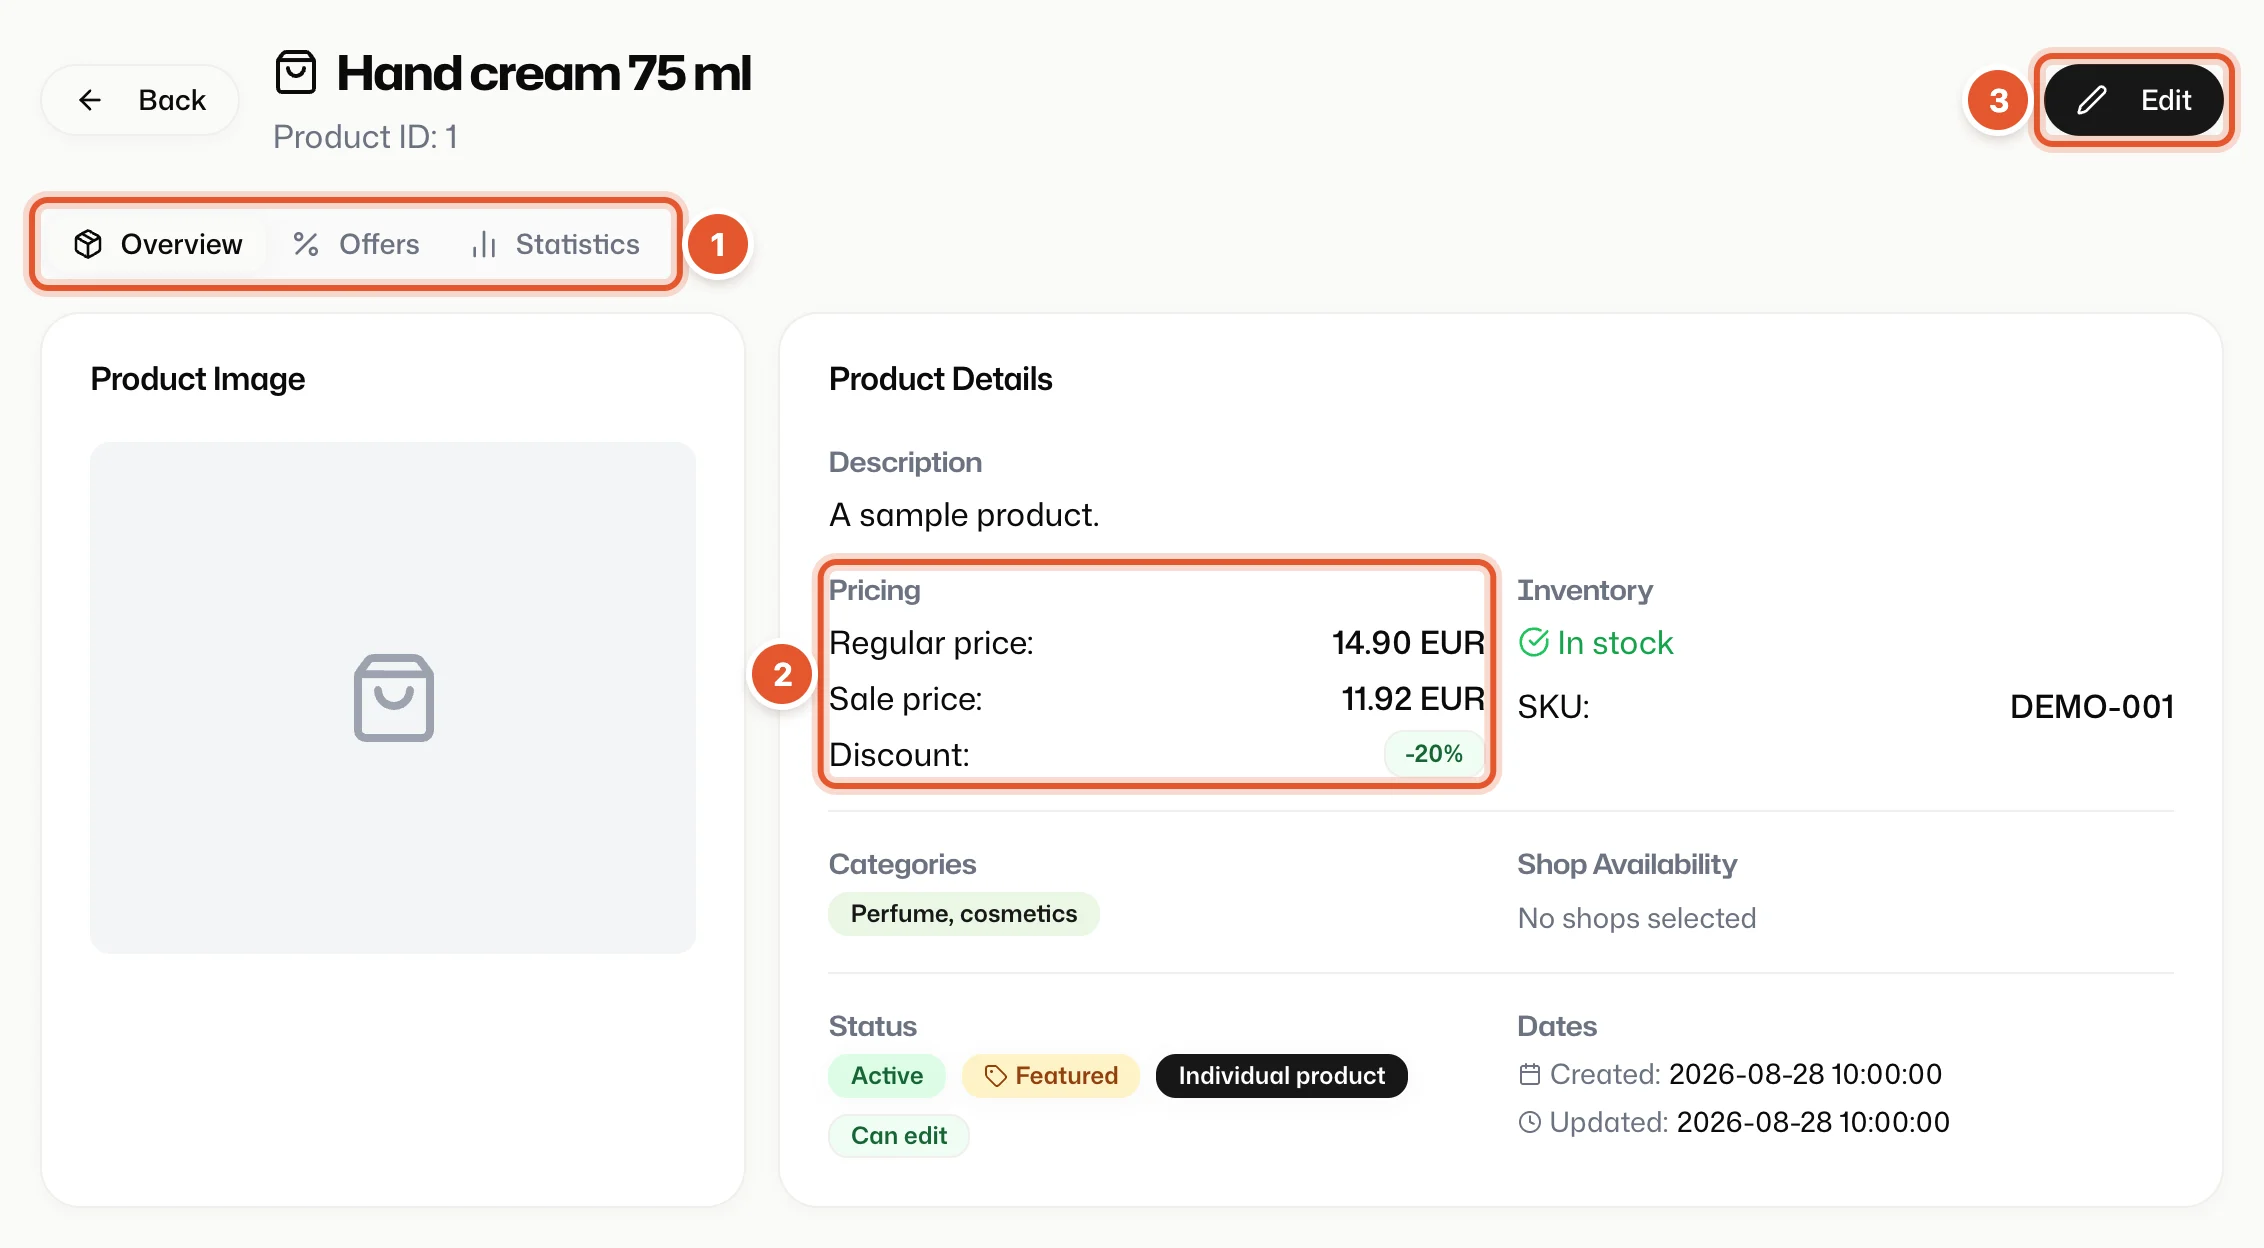 Back
Hand cream 75 ml
Product ID: 1
3
Edit
Overview
Offers
Statistics
1
Product Image
Product Details
Description
A sample product.
2
Pricing
Regular price: 14.90 EUR
Sale price: 11.92 EUR
Discount: -20%
Inventory
In stock
SKU: DEMO-001
Categories
Perfume, cosmetics
Shop Availability
No shops selected
Status
Active
Featured
Individual product
Can edit
Dates
Created: 2026-08-28 10:00:00
Updated: 2026-08-28 10:00:00